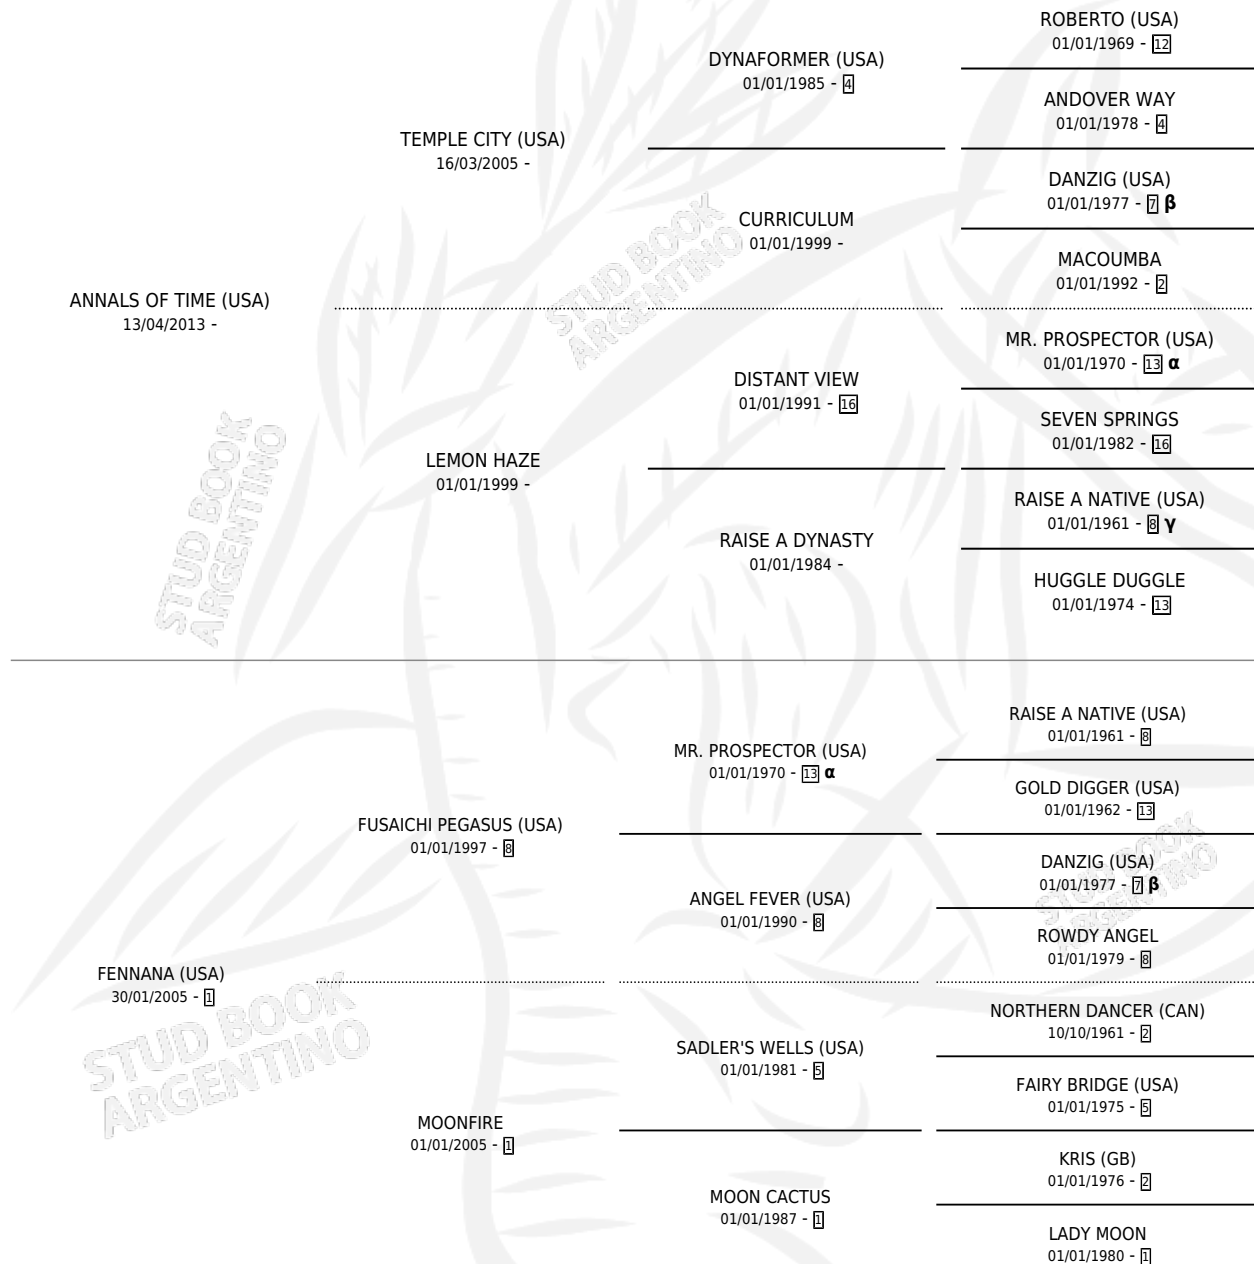 ROBERTO (USA)
01/01/1969 - 12
DYNAFORMER (USA)
01/01/1985 - 4
ANDOVER WAY
01/01/1978 - 4
TEMPLE CITY (USA)
16/03/2005 -
DANZIG (USA)
01/01/1977 - 7 β
CURRICULUM
01/01/1999 -
MACOUMBA
01/01/1992 - 2
ANNALS OF TIME (USA)
13/04/2013 -
MR. PROSPECTOR (USA)
01/01/1970 - 13 α
DISTANT VIEW
01/01/1991 - 16
SEVEN SPRINGS
01/01/1982 - 16
LEMON HAZE
01/01/1999 -
RAISE A NATIVE (USA)
01/01/1961 - 8 γ
RAISE A DYNASTY
01/01/1984 -
HUGGLE DUGGLE
01/01/1974 - 13
RAISE A NATIVE (USA)
01/01/1961 - 8
MR. PROSPECTOR (USA)
01/01/1970 - 13 α
GOLD DIGGER (USA)
01/01/1962 - 13
FUSAICHI PEGASUS (USA)
01/01/1997 - 8
DANZIG (USA)
01/01/1977 - 7 β
ANGEL FEVER (USA)
01/01/1990 - 8
ROWDY ANGEL
01/01/1979 - 8
FENNANA (USA)
30/01/2005 - 1
NORTHERN DANCER (CAN)
10/10/1961 - 2
SADLER'S WELLS (USA)
01/01/1981 - 5
FAIRY BRIDGE (USA)
01/01/1975 - 5
MOONFIRE
01/01/2005 - 1
KRIS (GB)
01/01/1976 - 2
MOON CACTUS
01/01/1987 - 1
LADY MOON
01/01/1980 - 1
STUD BOOK
ARGENTINO
STUD BOOK
ARGENTINO
STUD BOOK
ARGENTINO
STUD BOOK
ARGENTINO